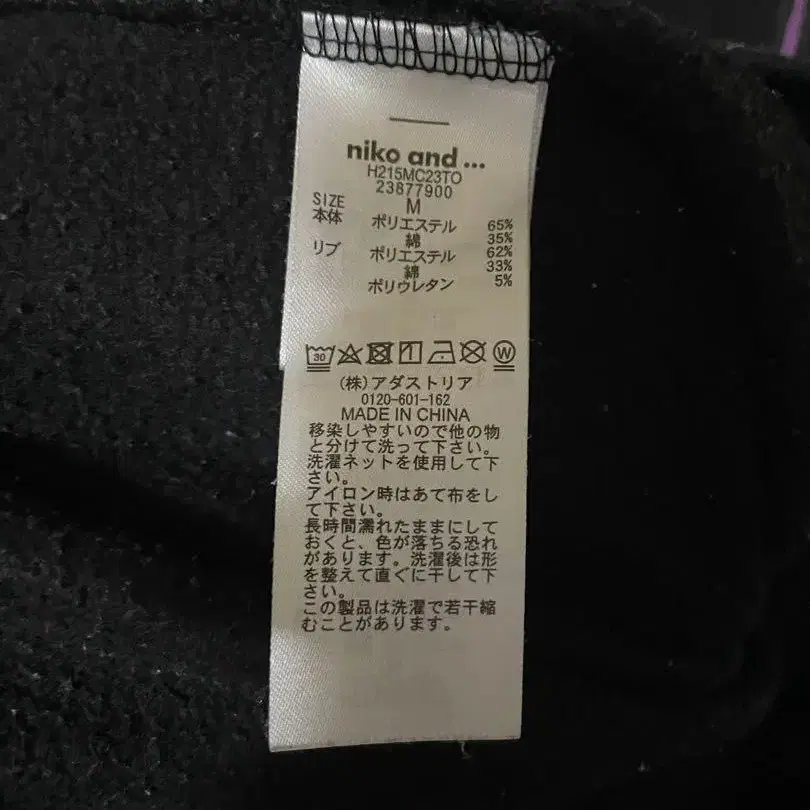 niko and ...
H215MC23TO
23877900
SIZE M
本体 ポリエステル 65%
綿 35%
リブ ポリエステル 62%
綿 33%
ポリウレタン 5%
30 W
(株)アダストリア
0120-601-162
MADE IN CHINA
移染しやすいので他の物
と分けて洗って下さい。
洗濯ネットを使用して下
さい。
アイロン時はあて布をし
て下さい。
長時間濡れたままにして
おくと、色が落ちる恐れ
があります。洗濯後は形
を整えて直ぐに干して下
さい。
この製品は洗濯で若干縮
むことがあります。